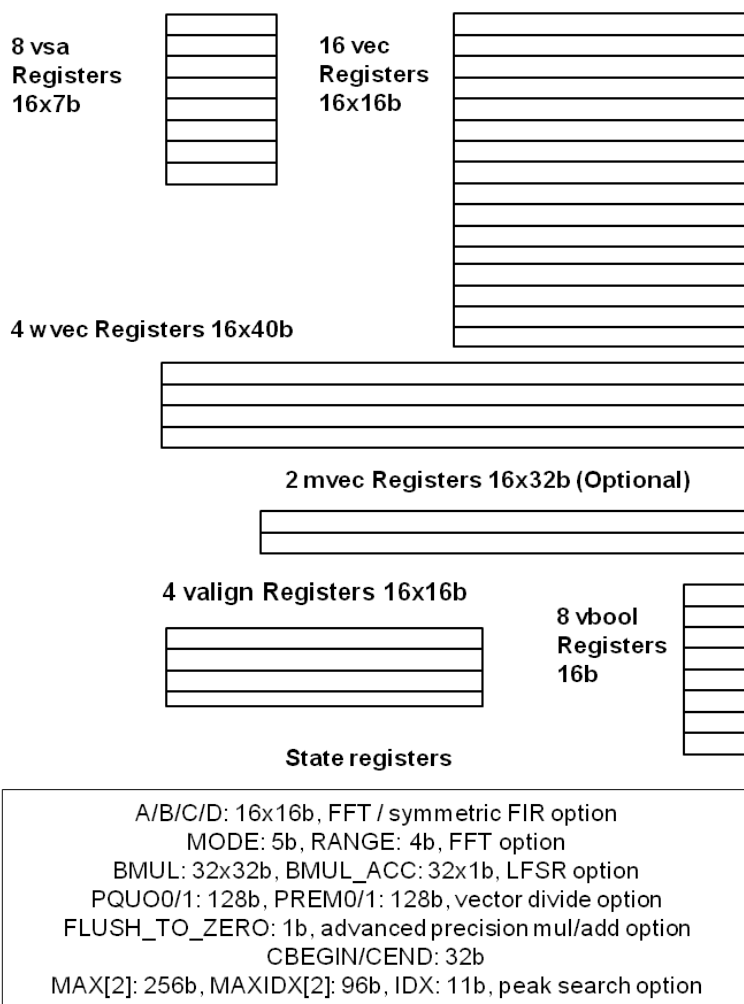 8 vsa
Registers
16x7b
16 vec
Registers
16x16b
4 wvec Registers 16x40b
2 mvec Registers 16x32b (Optional)
4 valign Registers 16x16b
8 vbool
Registers
16b
State registers
A/B/C/D: 16x16b, FFT / symmetric FIR option
MODE: 5b, RANGE: 4b, FFT option
BMUL: 32x32b, BMUL_ACC: 32x1b, LFSR option
PQUO0/1: 128b, PREM0/1: 128b, vector divide option
FLUSH_TO_ZERO: 1b, advanced precision mul/add option
CBEGIN/CEND: 32b
MAX[2]: 256b, MAXIDX[2]: 96b, IDX: 11b, peak search option